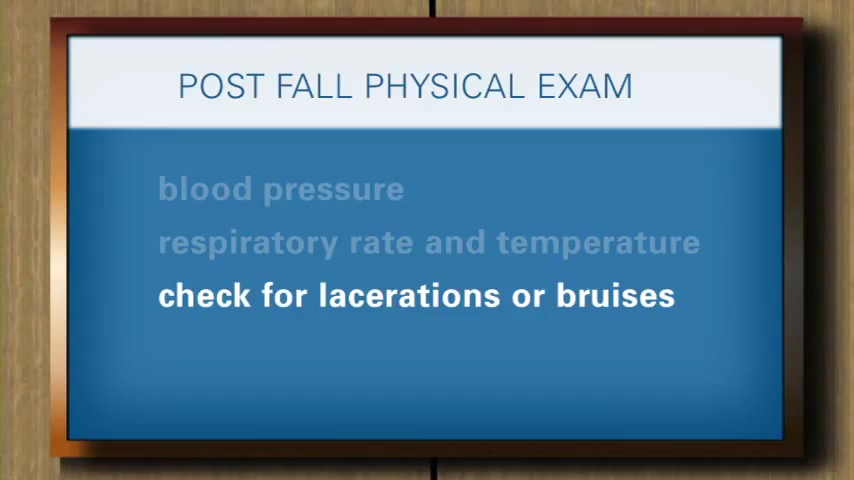 POST FALL PHYSICAL EXAM
blood pressure
respiratory rate and temperature
check for lacerations or bruises